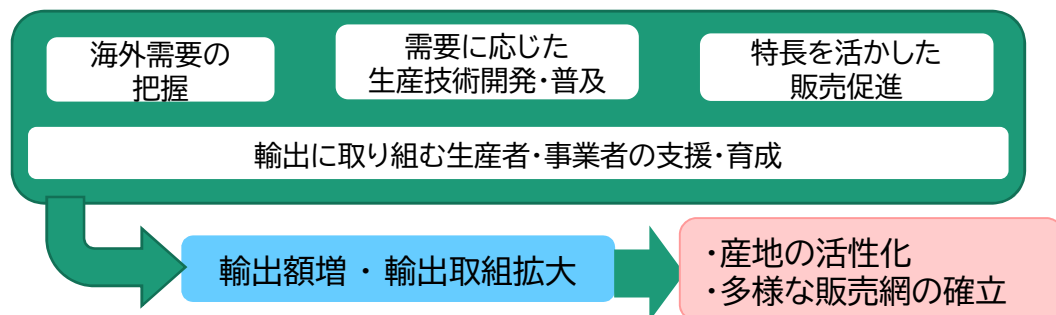 海外需要の
把握
需要に応じた
生産技術開発・普及
特長を活かした
販売促進
輸出に取り組む生産者・事業者の支援・育成
輸出額増 ・ 輸出取組拡大
・産地の活性化
・多様な販売網の確立